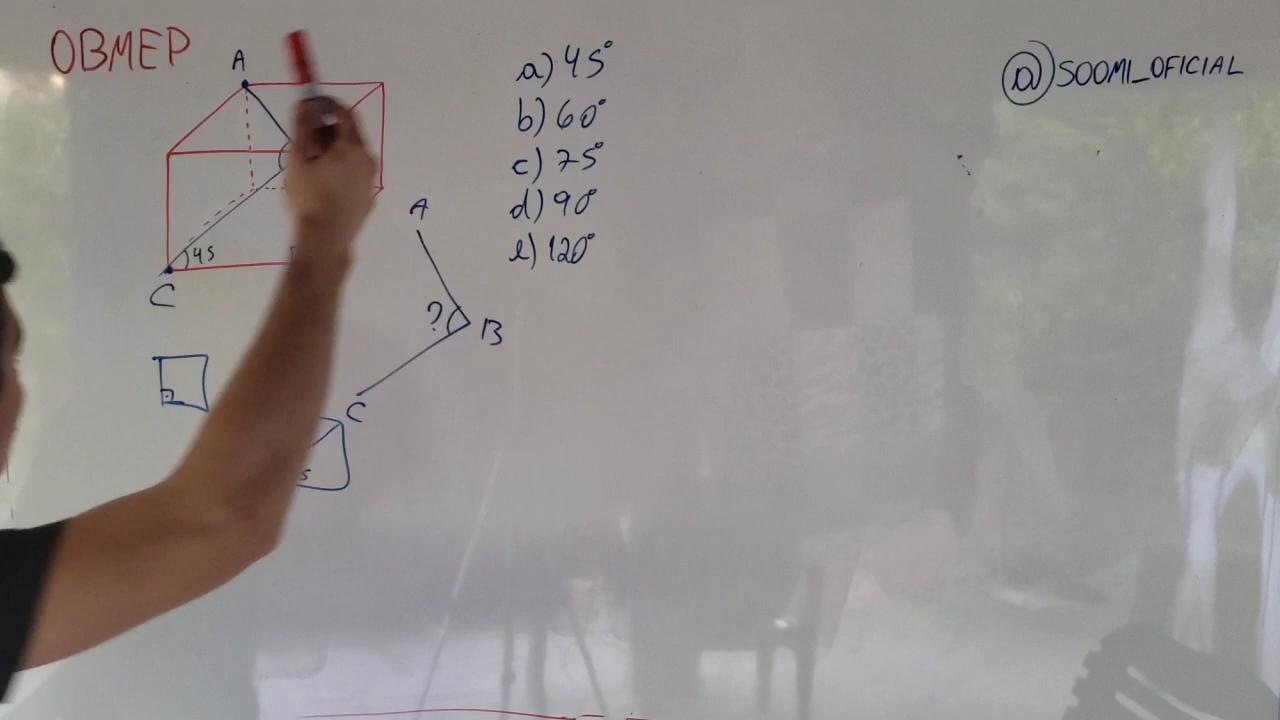 OBMEP
A
45
C
a) 45°
b) 60°
c) 75°
d) 90°
e) 120°
A
?
B
C
@SOOMI_OFICIAL